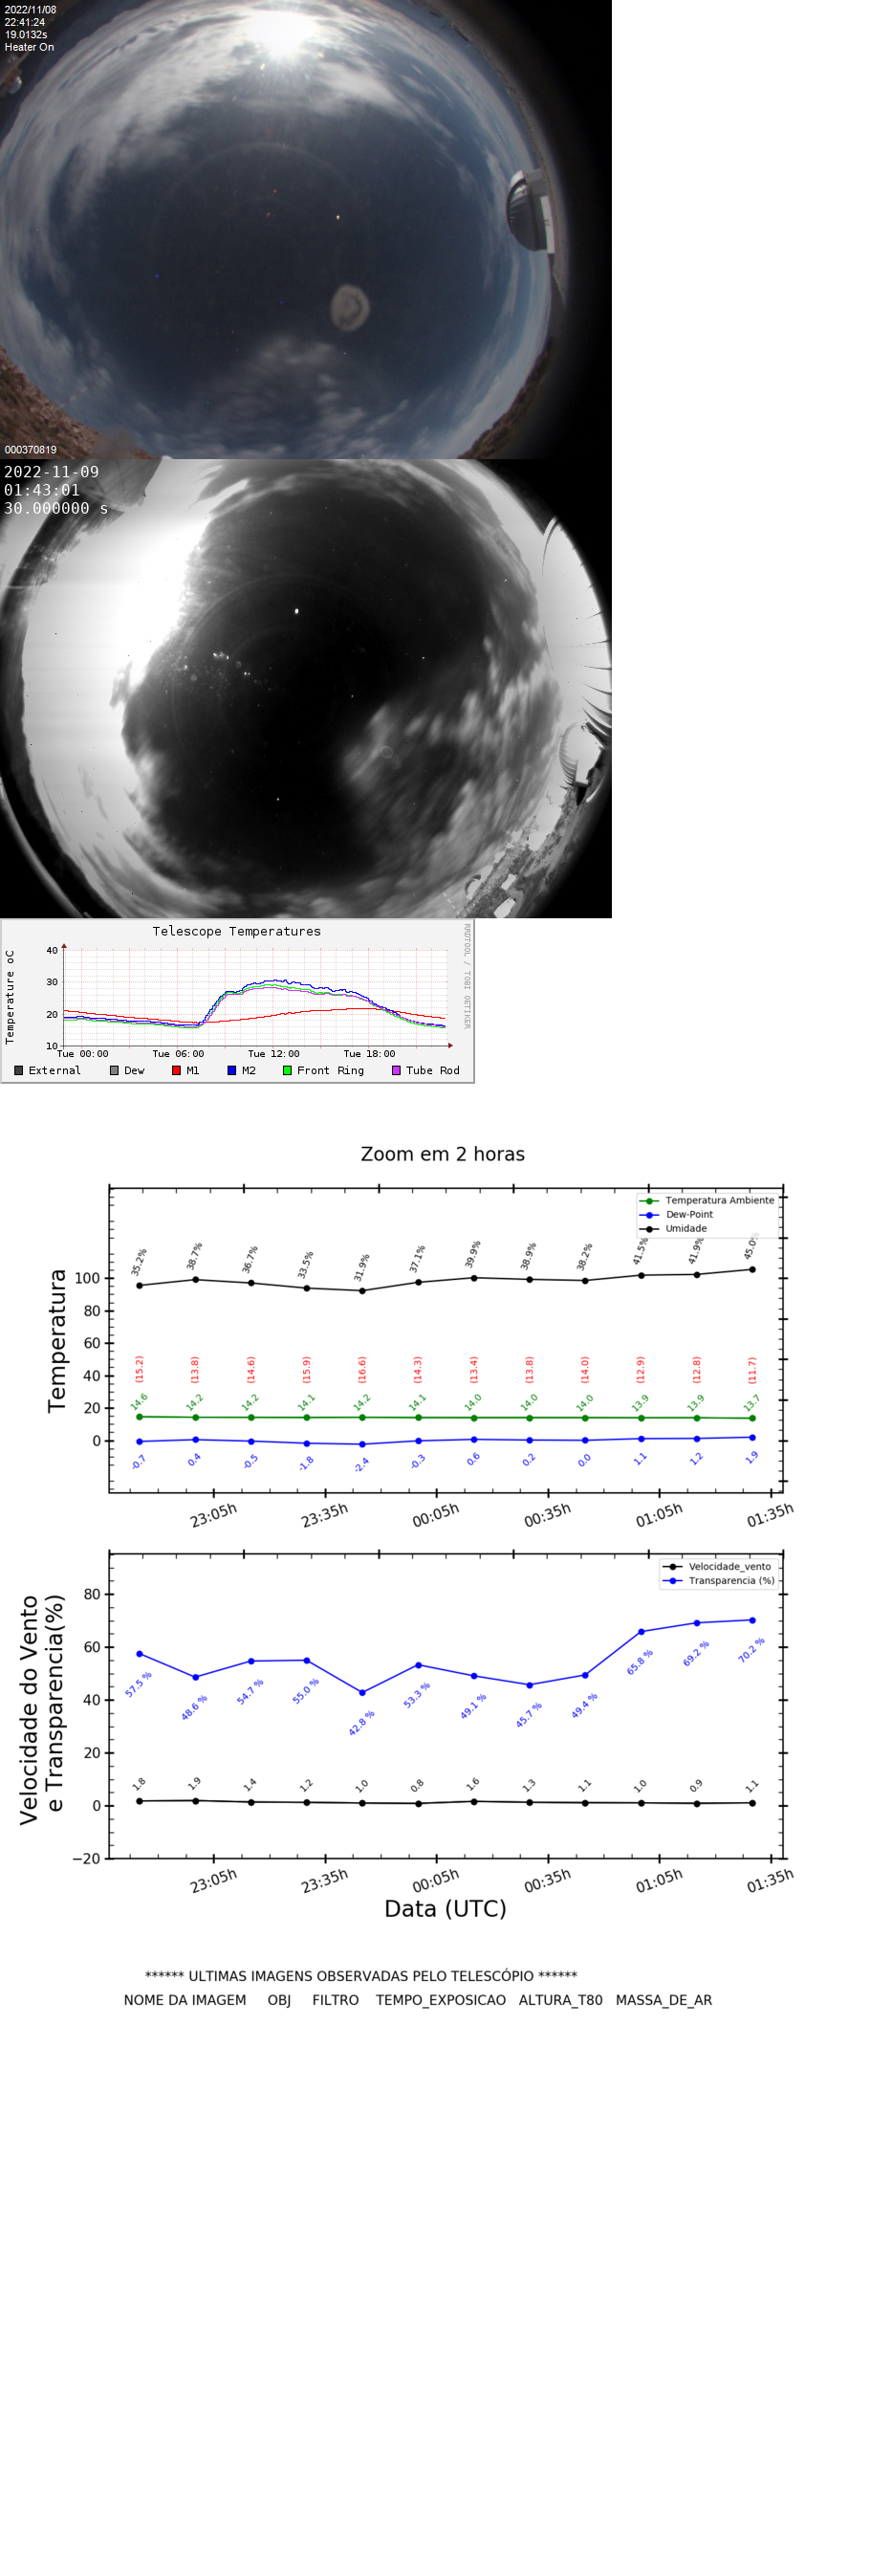 2022/11/08
22:41:24
19.0132s
Heater On
000370819
2022-11-09
01:43:01
30.000000 s
Telescope Temperatures
RRDTOOL / TOBI OETIKER
Temperature oC
40
30
20
10
Tue 00:00 Tue 06:00 Tue 12:00 Tue 18:00
External Dew M1 M2 Front Ring Tube Rod
Zoom em 2 horas
Temperatura Ambiente
Dew-Point
Umidade
Temperatura
35.2% 38.7% 36.7% 33.5% 31.9% 37.1% 39.9% 38.9% 38.2% 41.5% 41.9% 45.0%
100
80
60
40
20
0
(15.2) (13.8) (14.6) (15.9) (16.6) (14.3) (13.4) (13.8) (14.0) (12.9) (12.8) (11.7)
14.6 14.2 14.2 14.1 14.2 14.1 14.0 14.0 14.0 13.9 13.9 13.7
-0.7 0.4 -0.5 -1.8 -2.4 -0.3 0.6 0.2 0.0 1.1 1.2 1.9
23:05h 23:35h 00:05h 00:35h 01:05h 01:35h
Velocidade_vento
Transparencia (%)
Velocidade do Vento
e Transparencia(%)
80
60
40
20
0
−20
57.5 % 48.6 % 54.7 % 55.0 % 42.8 % 53.3 % 49.1 % 45.7 % 49.4 % 65.8 % 69.2 % 70.2 %
1.8 1.9 1.4 1.2 1.0 0.8 1.6 1.3 1.1 1.0 0.9 1.1
23:05h 23:35h 00:05h 00:35h 01:05h 01:35h
Data (UTC)
****** ULTIMAS IMAGENS OBSERVADAS PELO TELESCÓPIO ******
NOME DA IMAGEM OBJ FILTRO TEMPO_EXPOSICAO ALTURA_T80 MASSA_DE_AR